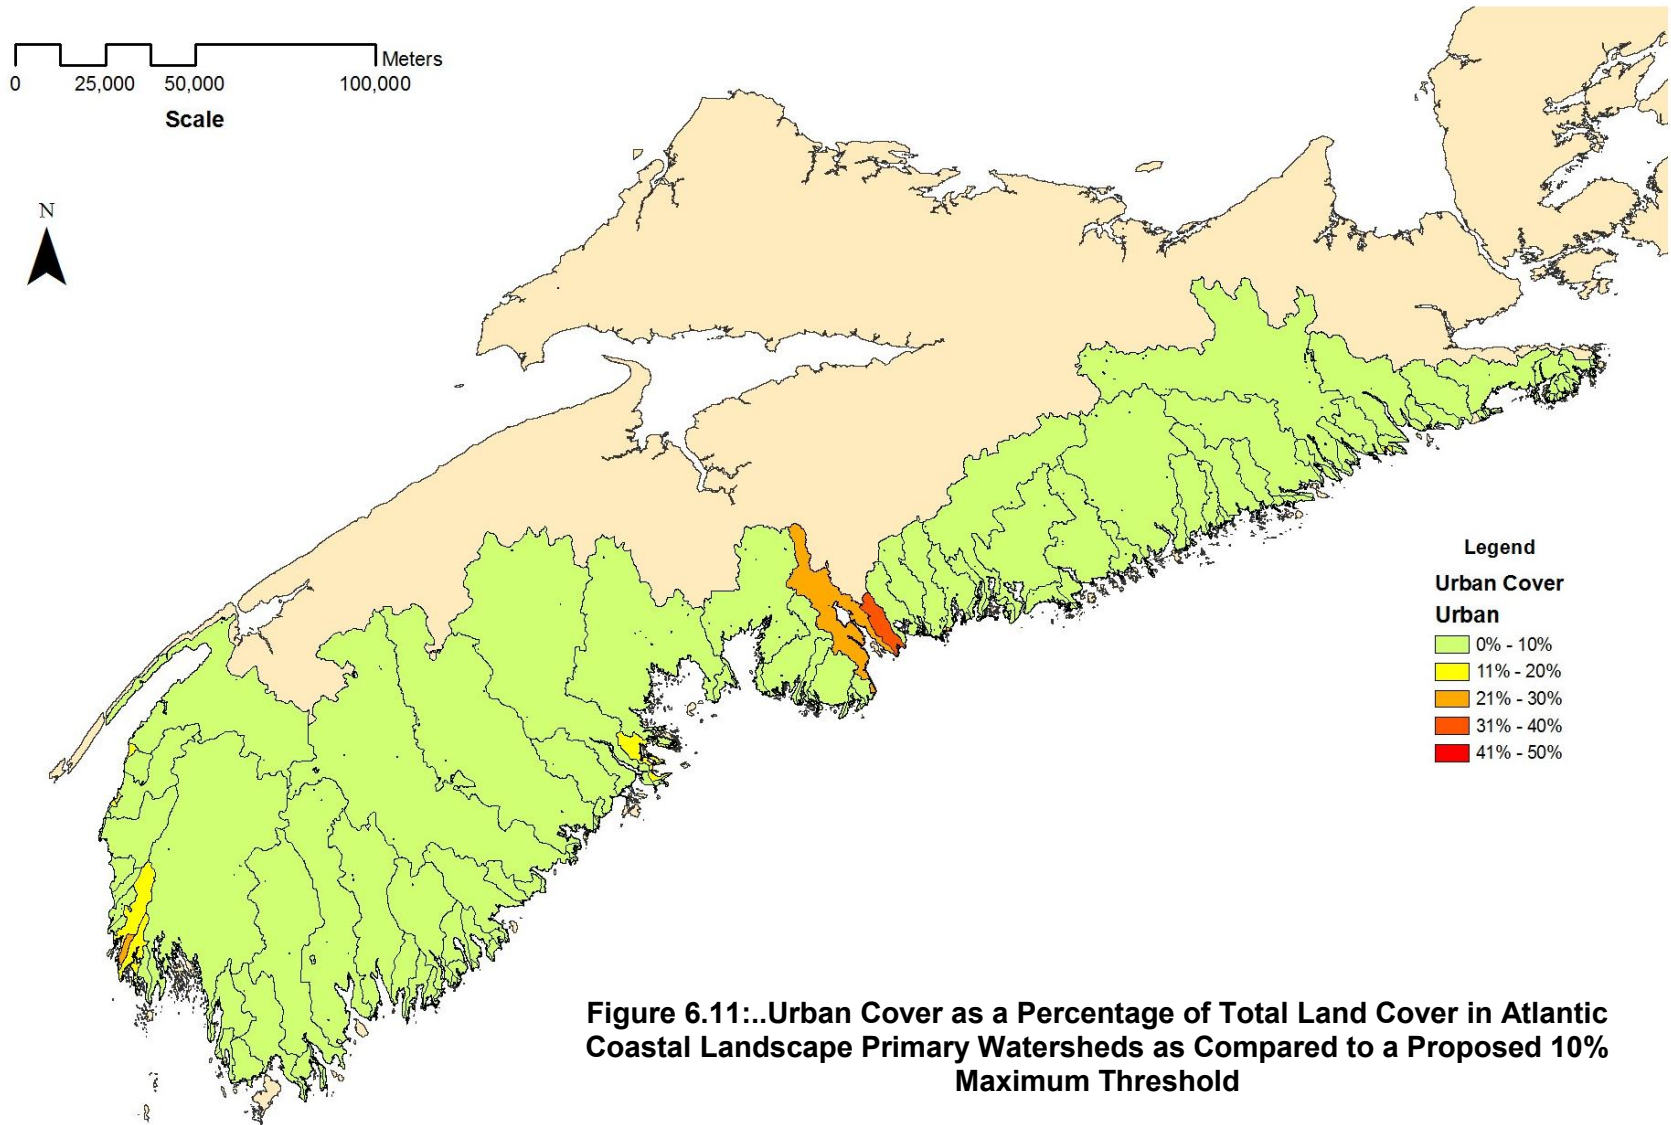 Meters
0 25,000 50,000 100,000
Scale
N
Legend
Urban Cover
Urban
0% - 10%
11% - 20%
21% - 30%
31% - 40%
41% - 50%
Figure 6.11:..Urban Cover as a Percentage of Total Land Cover in Atlantic
Coastal Landscape Primary Watersheds as Compared to a Proposed 10%
Maximum Threshold